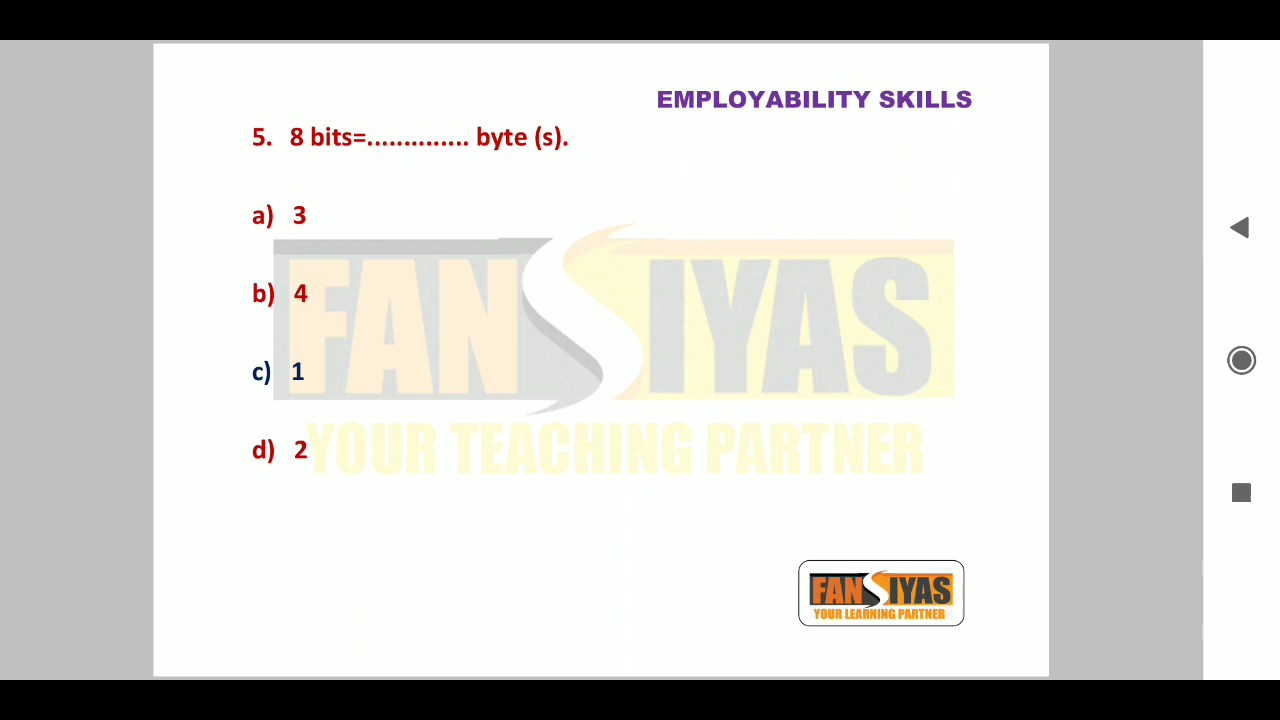 EMPLOYABILITY SKILLS
5. 8 bits=.............. byte (s).
a) 3
b) 4
c) 1
d) 2
FANSIYAS
YOUR TEACHING PARTNER
FANSIYAS
YOUR LEARNING PARTNER